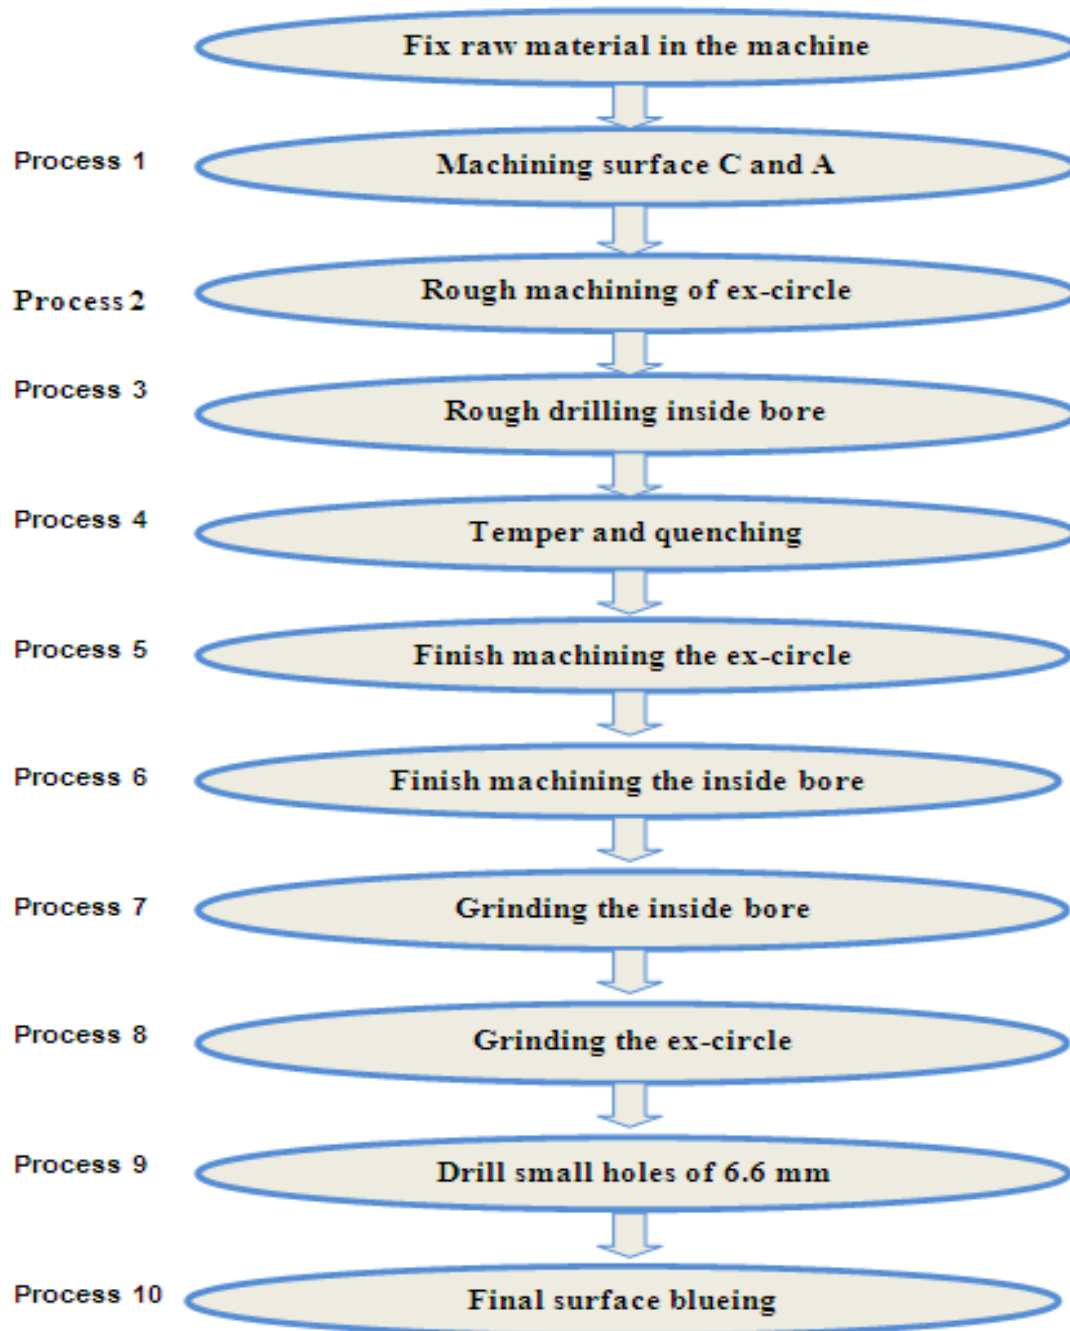 Fix raw material in the machine
Process 1
Machining surface C and A
Process 2
Rough machining of ex-circle
Process 3
Rough drilling inside bore
Process 4
Temper and quenching
Process 5
Finish machining the ex-circle
Process 6
Finish machining the inside bore
Process 7
Grinding the inside bore
Process 8
Grinding the ex-circle
Process 9
Drill small holes of 6.6 mm
Process 10
Final surface blueing